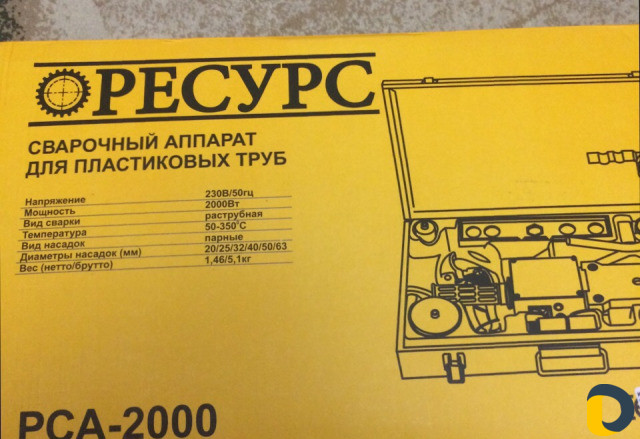 РЕСУРС
СВАРОЧНЫЙ АППАРАТ
ДЛЯ ПЛАСТИКОВЫХ ТРУБ
Напряжение 230В/50гц
Мощность 2000Вт
Вид сварки раструбная
Температура 50-350°С
Вид насадок парные
Диаметры насадок (мм) 20/25/32/40/50/63
Вес (нетто/брутто) 1,46/5,1кг
РСА-2000